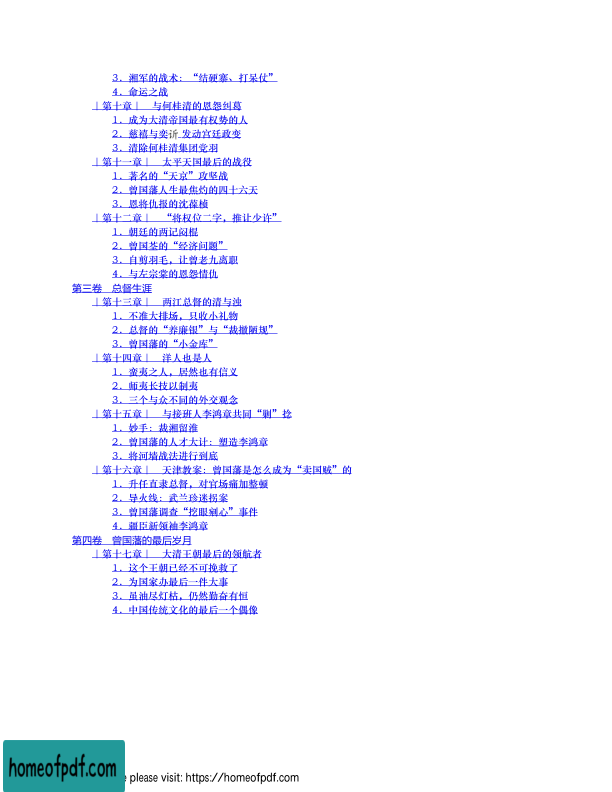 3．湘军的战术：“结硬寨、打呆仗”
4．命运之战
｜第十章｜　与何桂清的恩怨纠葛
1．成为大清帝国最有权势的人
2．慈禧与奕䜣 发动宫廷政变
3．清除何桂清集团党羽
｜第十一章｜　太平天国最后的战役
1．著名的“天京”攻坚战
2．曾国藩人生最焦灼的四十六天
3．恩将仇报的沈葆桢
｜第十二章｜　“将权位二字，推让少许”
1．朝廷的两记闷棍
2．曾国荃的“经济问题”
3．自剪羽毛，让曾老九离职
4．与左宗棠的恩怨情仇
第三卷　总督生涯
｜第十三章｜　两江总督的清与浊
1．不准大排场，只收小礼物
2．总督的“养廉银”与“裁撤陋规”
3．曾国藩的“小金库”
｜第十四章｜　洋人也是人
1．蛮夷之人，居然也有信义
2．师夷长技以制夷
3．三个与众不同的外交观念
｜第十五章｜　与接班人李鸿章共同“剿”捻
1．妙手：裁湘留淮
2．曾国藩的人才大计：塑造李鸿章
3．将河墙战法进行到底
｜第十六章｜　天津教案：曾国藩是怎么成为“卖国贼”的
1．升任直隶总督，对官场痛加整顿
2．导火线：武兰珍迷拐案
3．曾国藩调查“挖眼剜心”事件
4．疆臣新领袖李鸿章
第四卷　曾国藩的最后岁月
｜第十七章｜　大清王朝最后的领航者
1．这个王朝已经不可挽救了
2．为国家办最后一件大事
3．虽油尽灯枯，仍然勤奋有恒
4．中国传统文化的最后一个偶像
homeofpdf.com
e please visit: https://homeofpdf.com